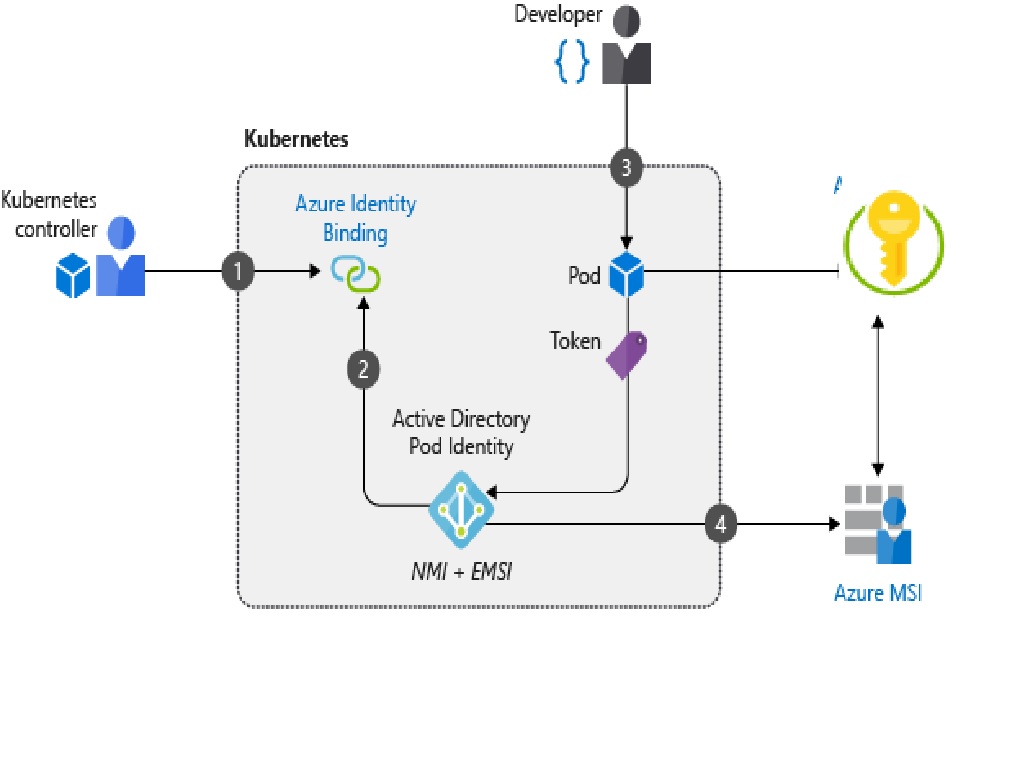 Developer
{ }
Kubernetes
3
Kubernetes
controller
Azure Identity
Binding
1
Pod
Token
2
Active Directory
Pod Identity
4
NMI + EMSI
Azure MSI